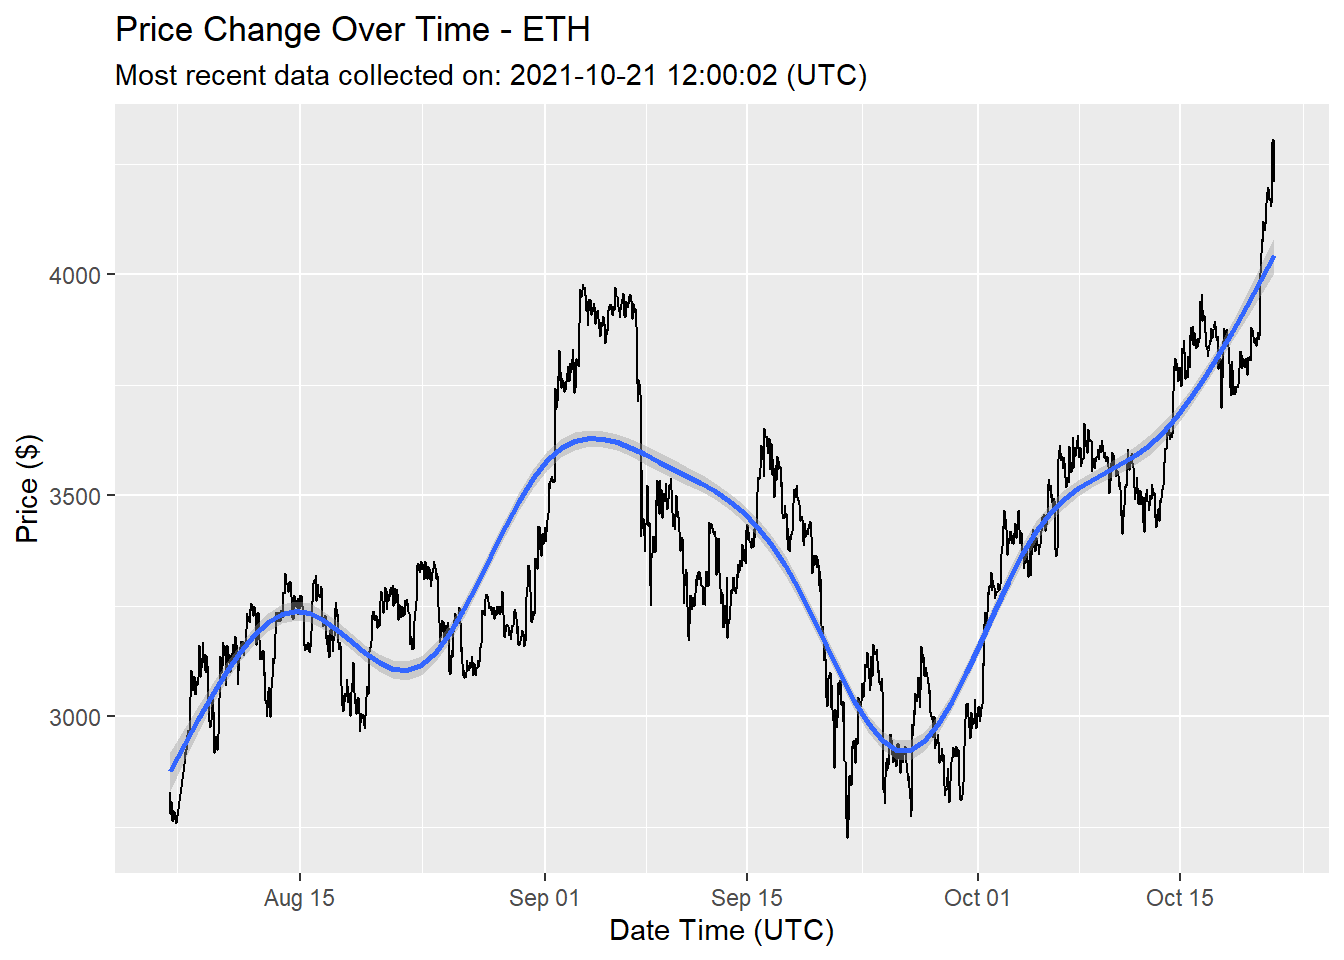 Price Change Over Time - ETH
Most recent data collected on: 2021-10-21 12:00:02 (UTC)
Price ($)
4000
3500
3000
Aug 15
Sep 01
Sep 15
Oct 01
Oct 15
Date Time (UTC)